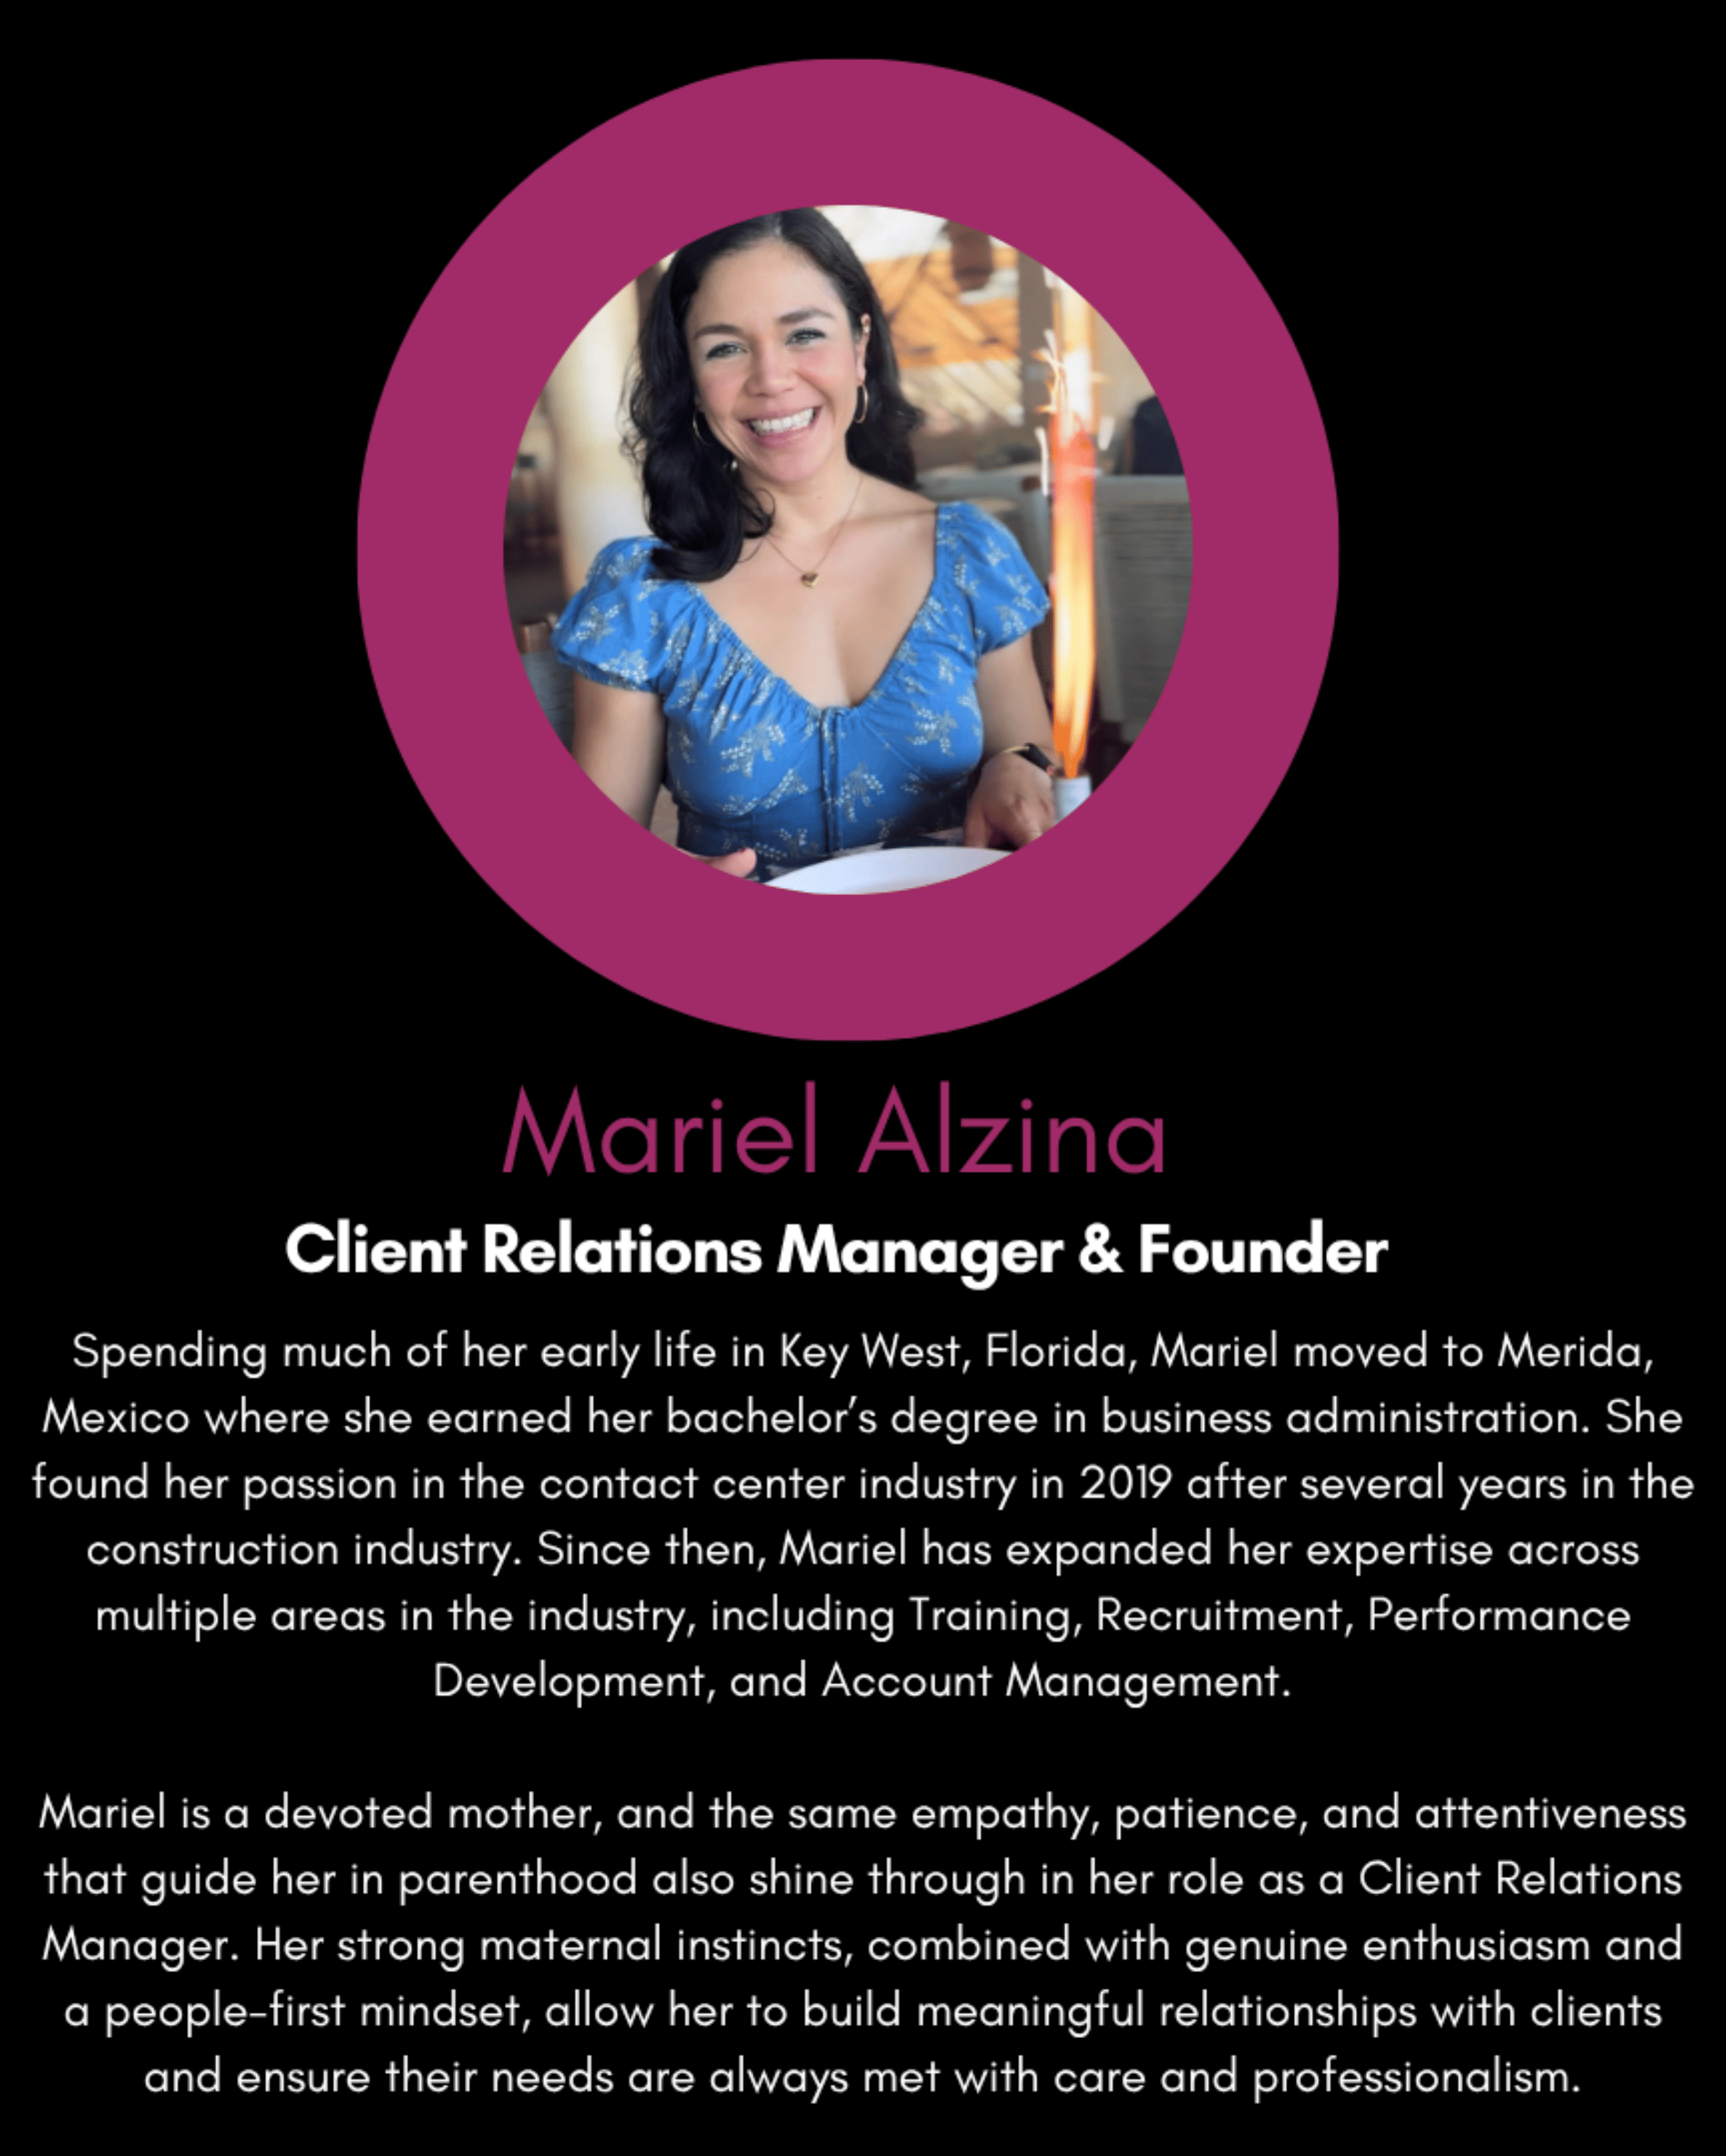 Mariel Alzina
Client Relations Manager & Founder
Spending much of her early life in Key West, Florida, Mariel moved to Merida,
Mexico where she earned her bachelor’s degree in business administration. She
found her passion in the contact center industry in 2019 after several years in the
construction industry. Since then, Mariel has expanded her expertise across
multiple areas in the industry, including Training, Recruitment, Performance
Development, and Account Management.
Mariel is a devoted mother, and the same empathy, patience, and attentiveness
that guide her in parenthood also shine through in her role as a Client Relations
Manager. Her strong maternal instincts, combined with genuine enthusiasm and
a people-first mindset, allow her to build meaningful relationships with clients
and ensure their needs are always met with care and professionalism.